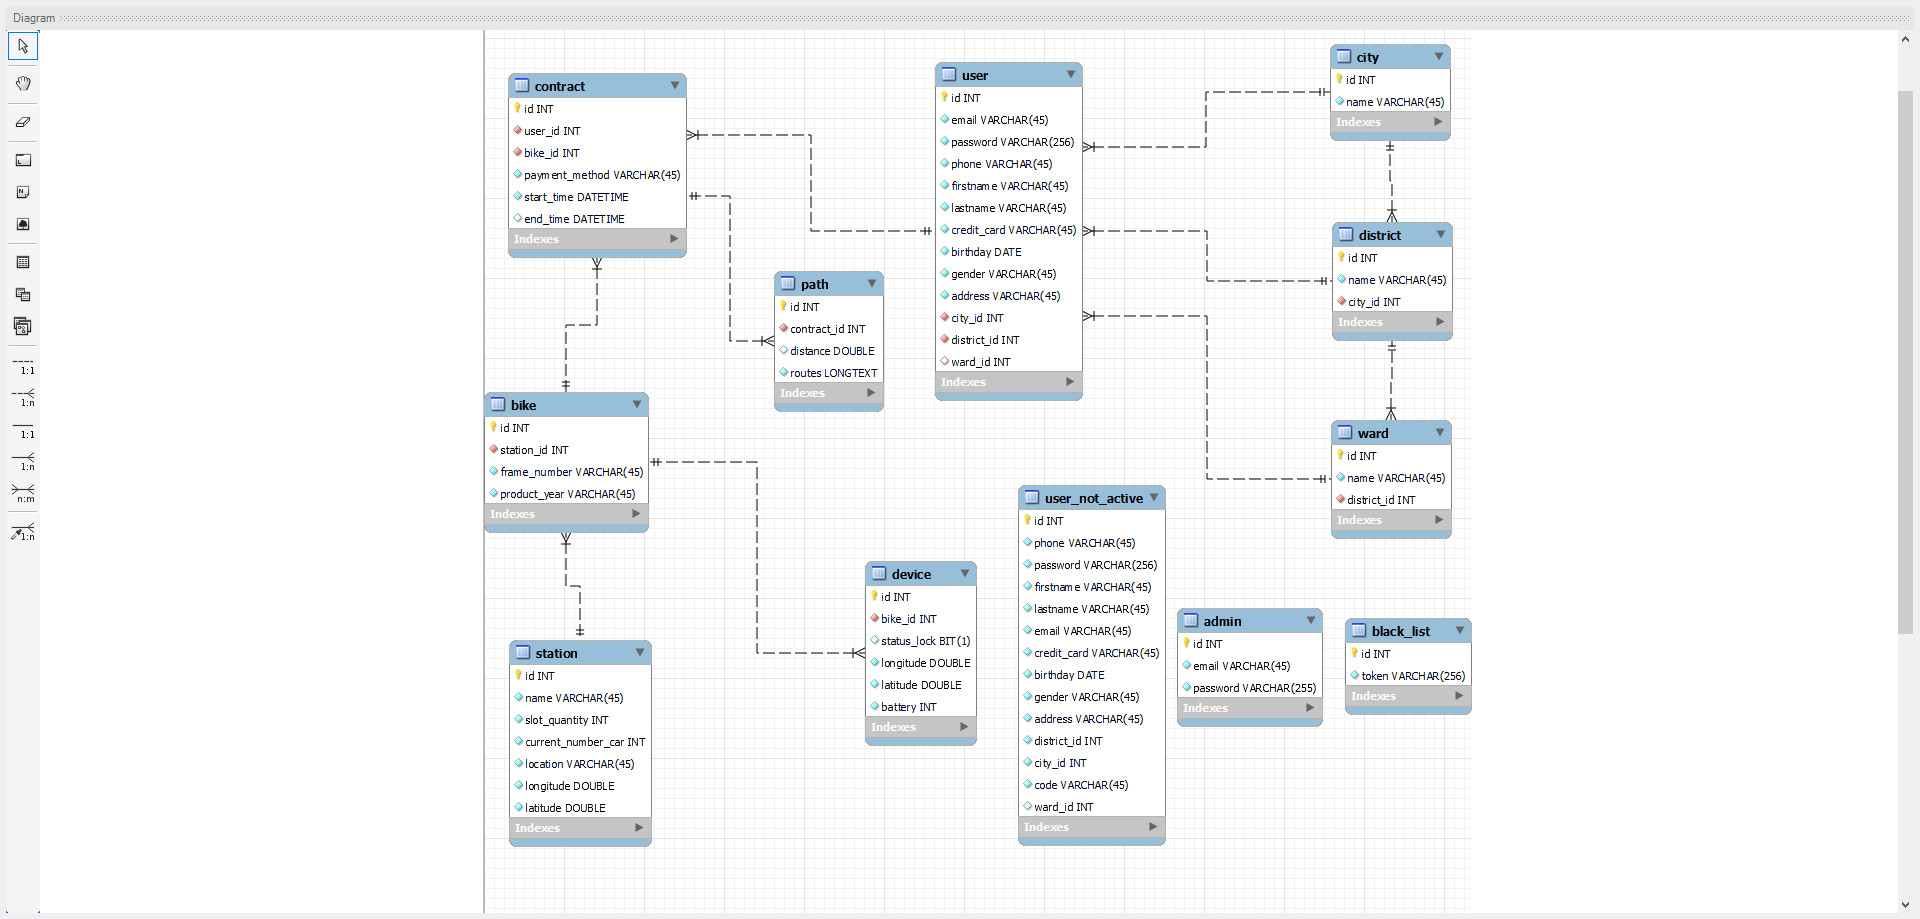 Diagram
1:1
1:n
1:1
1:n
n:m
1:n
contract
id INT
user_id INT
bike_id INT
payment_method VARCHAR(45)
start_time DATETIME
end_time DATETIME
Indexes
user
id INT
email VARCHAR(45)
password VARCHAR(256)
phone VARCHAR(45)
firstname VARCHAR(45)
lastname VARCHAR(45)
credit_card VARCHAR(45)
birthday DATE
gender VARCHAR(45)
address VARCHAR(45)
city_id INT
district_id INT
ward_id INT
Indexes
city
id INT
name VARCHAR(45)
Indexes
district
id INT
name VARCHAR(45)
city_id INT
Indexes
path
id INT
contract_id INT
distance DOUBLE
routes LONGTEXT
Indexes
bike
id INT
station_id INT
frame_number VARCHAR(45)
product_year VARCHAR(45)
Indexes
ward
id INT
name VARCHAR(45)
district_id INT
Indexes
user_not_active
id INT
phone VARCHAR(45)
password VARCHAR(256)
firstname VARCHAR(45)
lastname VARCHAR(45)
email VARCHAR(45)
credit_card VARCHAR(45)
birthday DATE
gender VARCHAR(45)
address VARCHAR(45)
district_id INT
city_id INT
code VARCHAR(45)
ward_id INT
Indexes
device
id INT
bike_id INT
status_lock BIT(1)
longitude DOUBLE
latitude DOUBLE
battery INT
Indexes
admin
id INT
email VARCHAR(45)
password VARCHAR(255)
Indexes
black_list
id INT
token VARCHAR(256)
Indexes
station
id INT
name VARCHAR(45)
slot_quantity INT
current_number_car INT
location VARCHAR(45)
longitude DOUBLE
latitude DOUBLE
Indexes